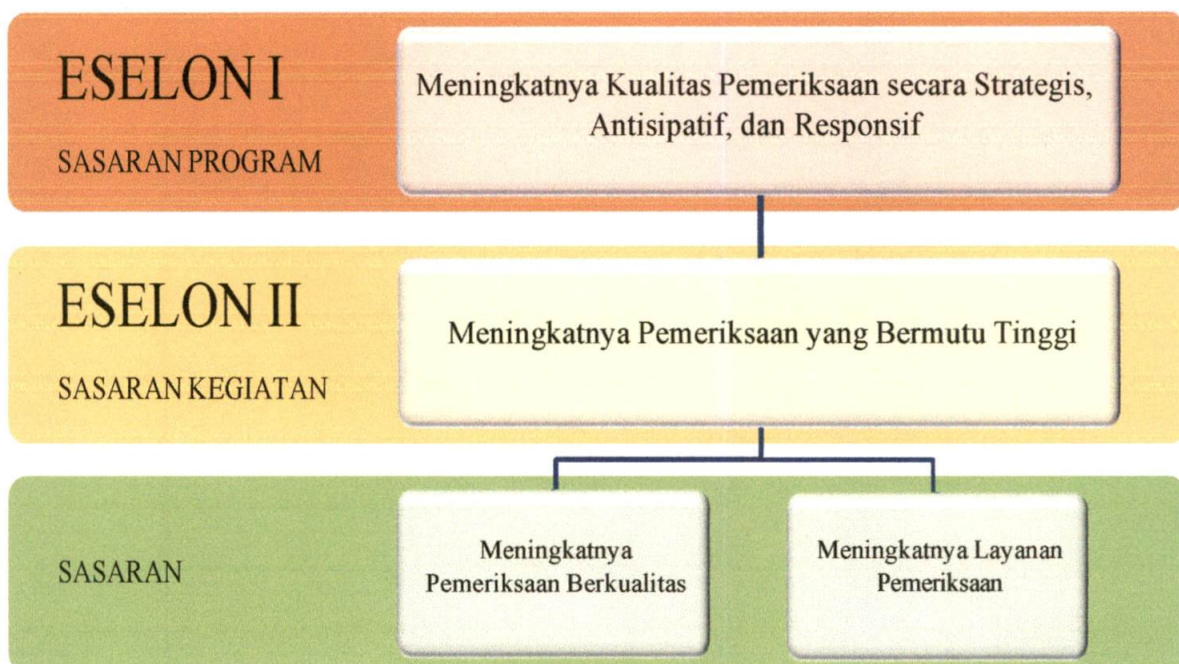 ESELON I
SASARAN PROGRAM
Meningkatnya Kualitas Pemeriksaan secara Strategis,
Antisipatif, dan Responsif
ESELON II
SASARAN KEGIATAN
Meningkatnya Pemeriksaan yang Bermutu Tinggi
SASARAN
Meningkatnya
Pemeriksaan Berkualitas
Meningkatnya Layanan
Pemeriksaan